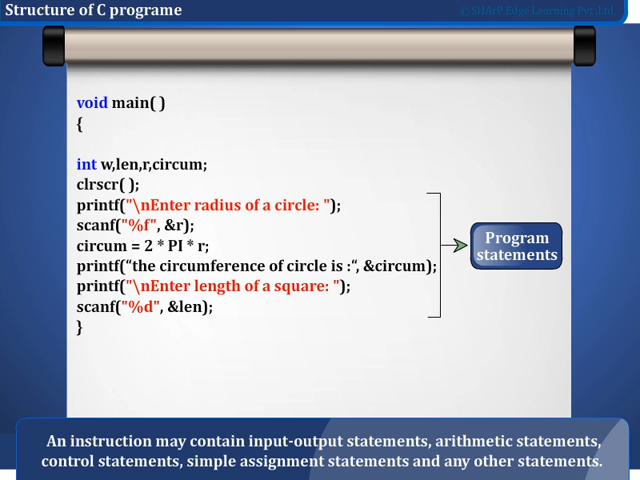 Structure of C programe
© SHArP Edge Learning Pvt .Ltd.
void main( )
{
int w,len,r,circum;
clrscr( );
printf("\nEnter radius of a circle: ");
scanf("%f", &r);
circum = 2 * PI * r;
printf(“the circumference of circle is :“, &circum);
printf("\nEnter length of a square: ");
scanf("%d", &len);
}
Program
statements
An instruction may contain input-output statements, arithmetic statements,
control statements, simple assignment statements and any other statements.